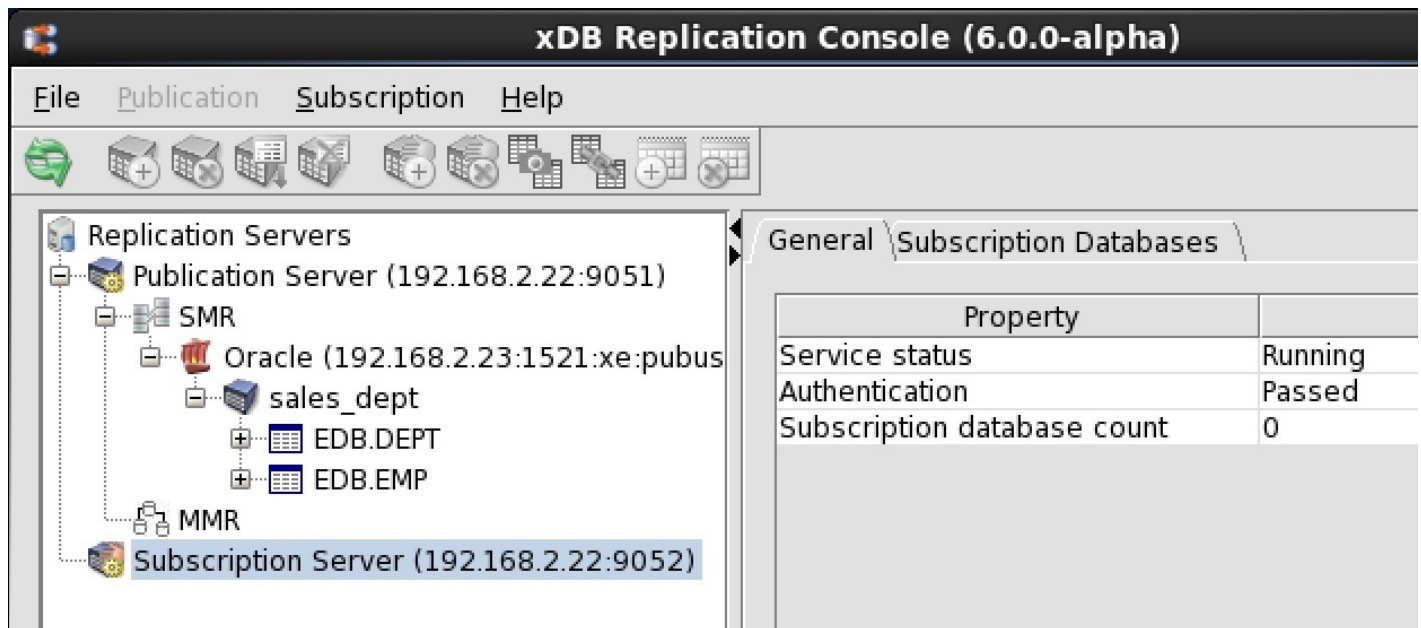 xDB Replication Console (6.0.0-alpha)
File Publication Subscription Help
Replication Servers
Publication Server (192.168.2.22:9051)
SMR
Oracle (192.168.2.23:1521:xe:pubus
sales_dept
EDB.DEPT
EDB.EMP
MMR
Subscription Server (192.168.2.22:9052)
General Subscription Databases
Property
Service status Running
Authentication Passed
Subscription database count 0